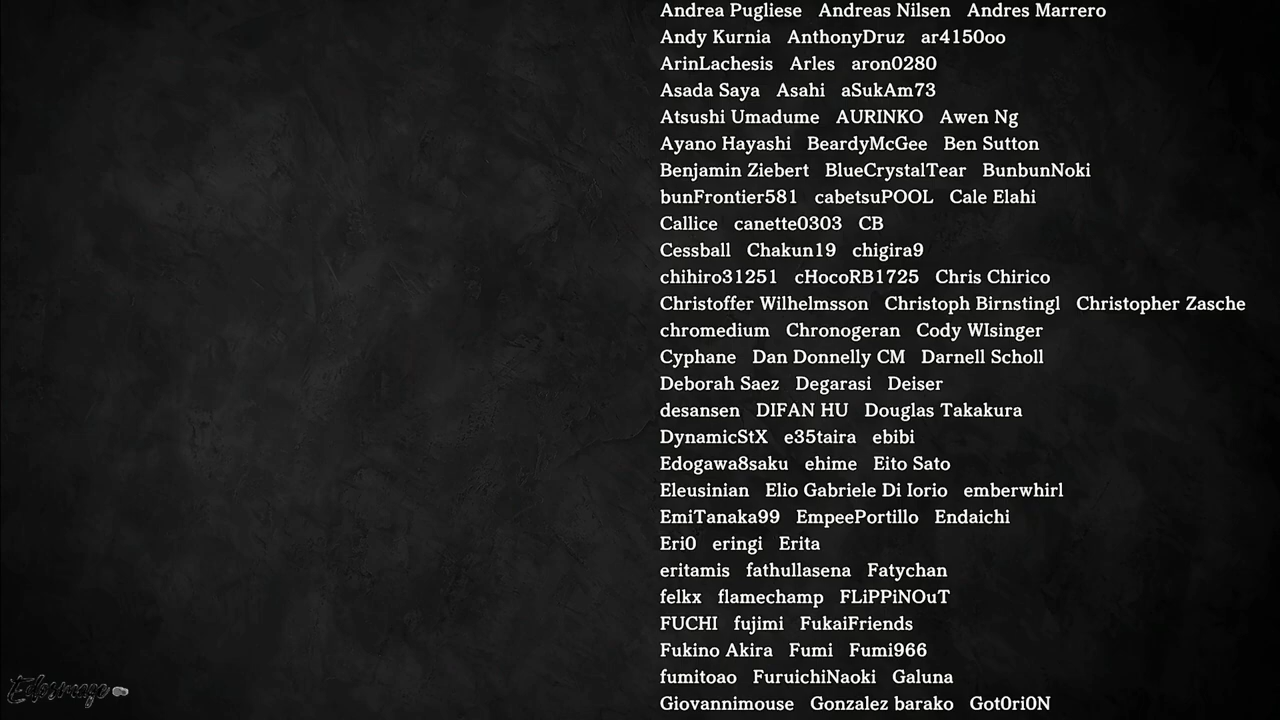 Andrea Pugliese Andreas Nilsen Andres Marrero
Andy Kurnia AnthonyDruz ar4150oo
ArinLachesis Arles aron0280
Asada Saya Asahi aSukAm73
Atsushi Umadume AURINKO Awen Ng
Ayano Hayashi BeardyMcGee Ben Sutton
Benjamin Ziebert BlueCrystalTear BunbunNoki
bunFrontier581 cabetsuPOOL Cale Elahi
Callice canette0303 CB
Cessball Chakun19 chigira9
chihiro31251 cHocoRB1725 Chris Chirico
Christoffer Wilhelmsson Christoph Birnstingl Christopher Zasche
chromedium Chronogeran Cody WIsinger
Cyphane Dan Donnelly CM Darnell Scholl
Deborah Saez Degarasi Deiser
desansen DIFAN HU Douglas Takakura
DynamicStX e35taira ebibi
Edogawa8saku ehime Eito Sato
Eleusinian Elio Gabriele Di Iorio emberwhirl
EmiTanaka99 EmpeePortillo Endaichi
Eri0 eringi Erita
eritamis fathullasena Fatychan
felkx flamechamp FLiPPiNOuT
FUCHI fujimi FukaiFriends
Fukino Akira Fumi Fumi966
fumitoao FuruichiNaoki Galuna
Giovannimouse Gonzalez barako Got0ri0N